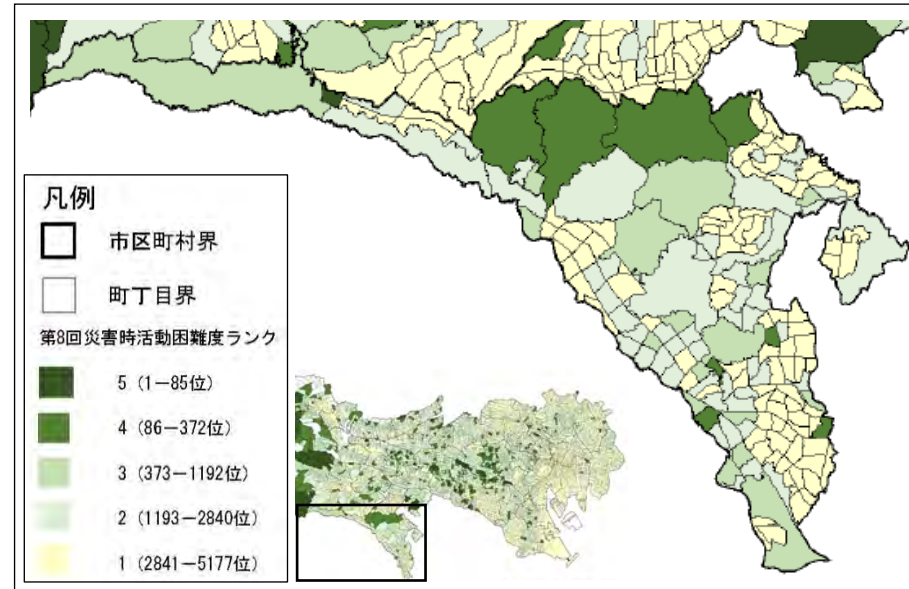 凡例
市区町村界
町丁目界
第8回災害時活動困難度ランク
5（1－85位）
4（86－372位）
3（373－1192位）
2（1193－2840位）
1（2841－5177位）